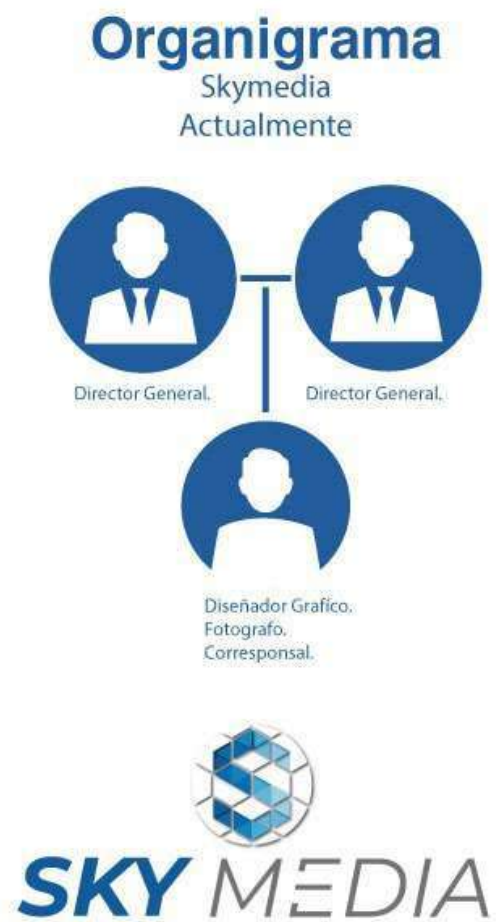 Organigrama
Skymedia
Actualmente
Director General.
Director General.
Diseñador Grafíco.
Fotografo.
Corresponsal.
SKY MEDIA